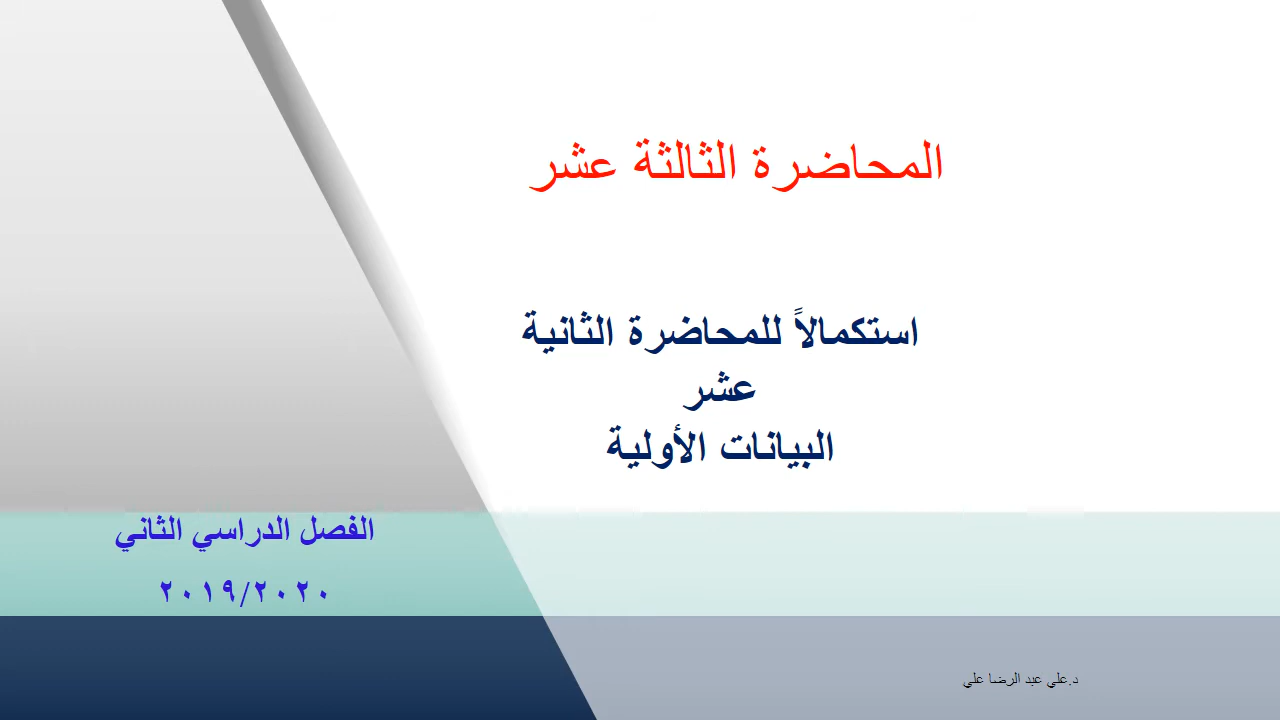 المحاضرة الثالثة عشر
استكمالاً للمحاضرة الثانية
عشر
البيانات الأولية
الفصل الدراسي الثاني
٢٠١٩/٢٠٢٠
د.علي عبد الرضا علي